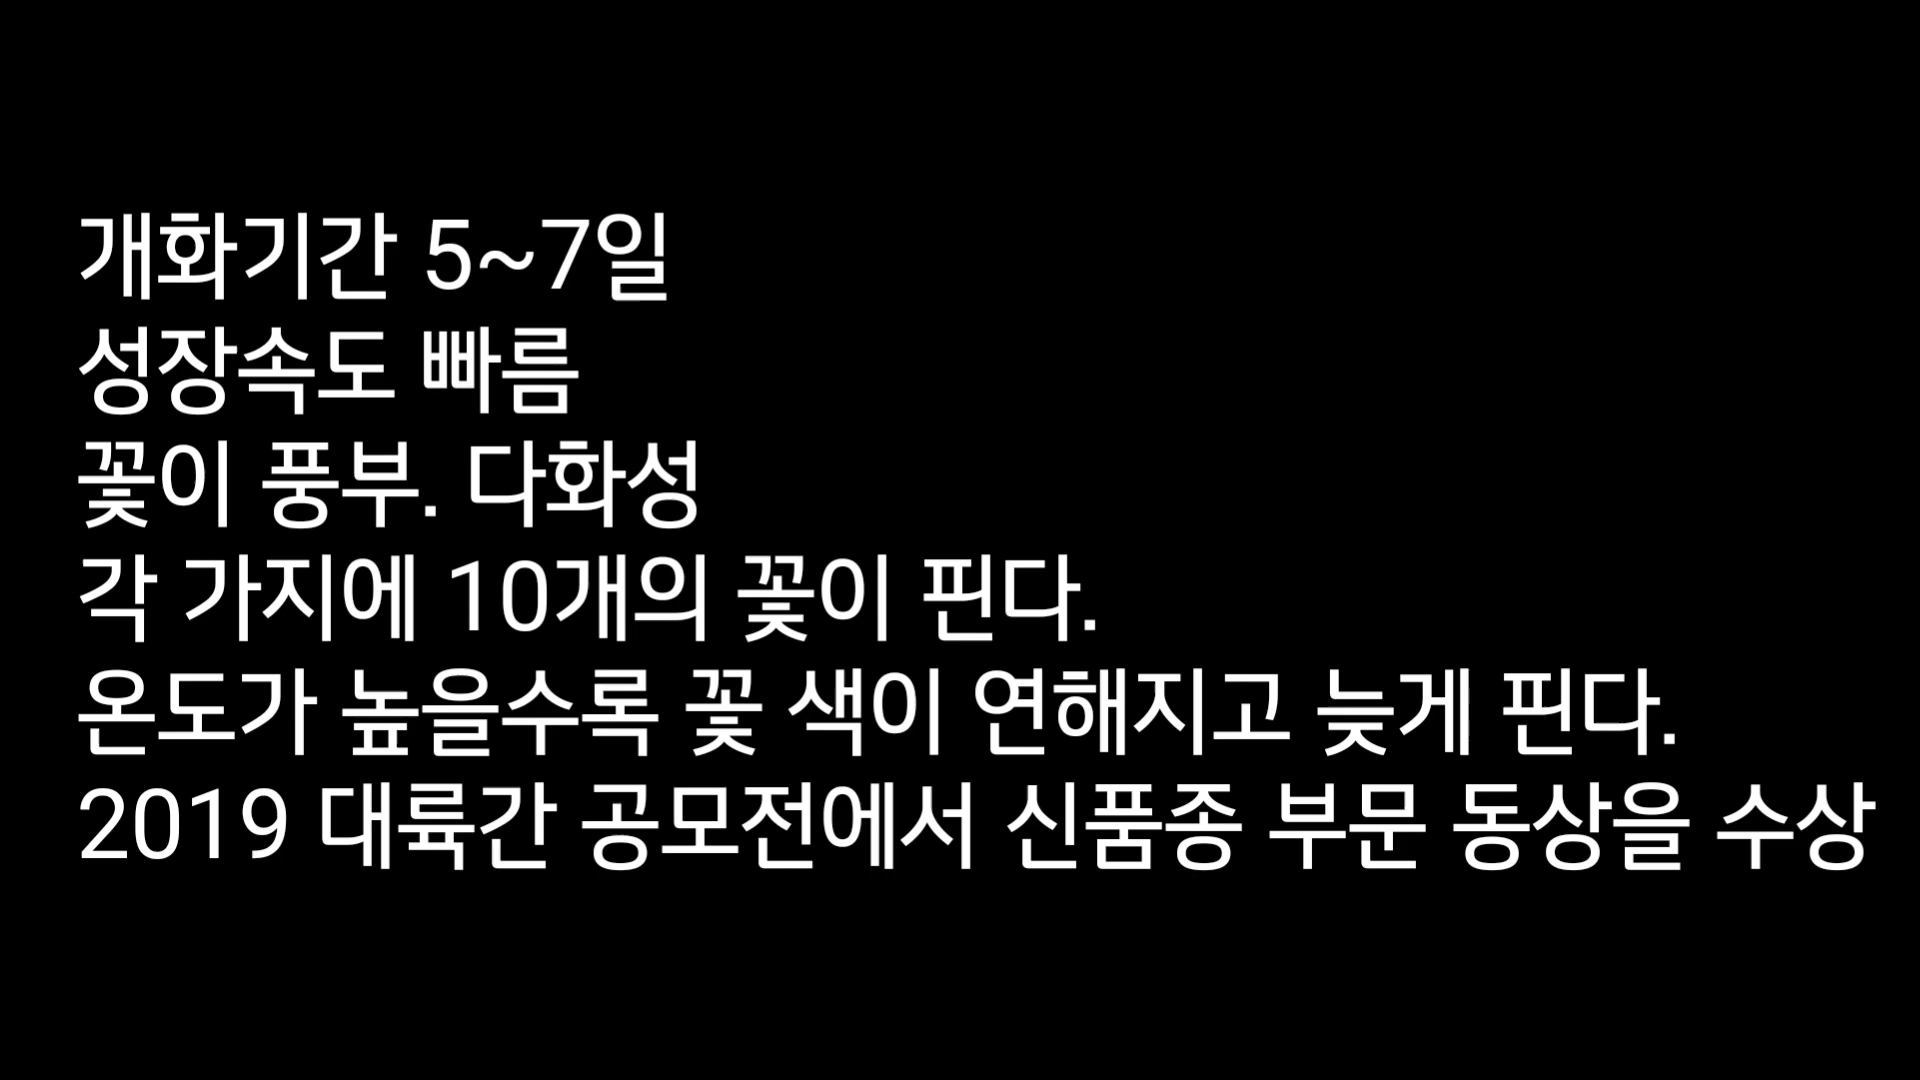 개화기간 5~7일
성장속도 빠름
꽃이 풍부. 다화성
각 가지에 10개의 꽃이 핀다.
온도가 높을수록 꽃 색이 연해지고 늦게 핀다.
2019 대륙간 공모전에서 신품종 부문 동상을 수상